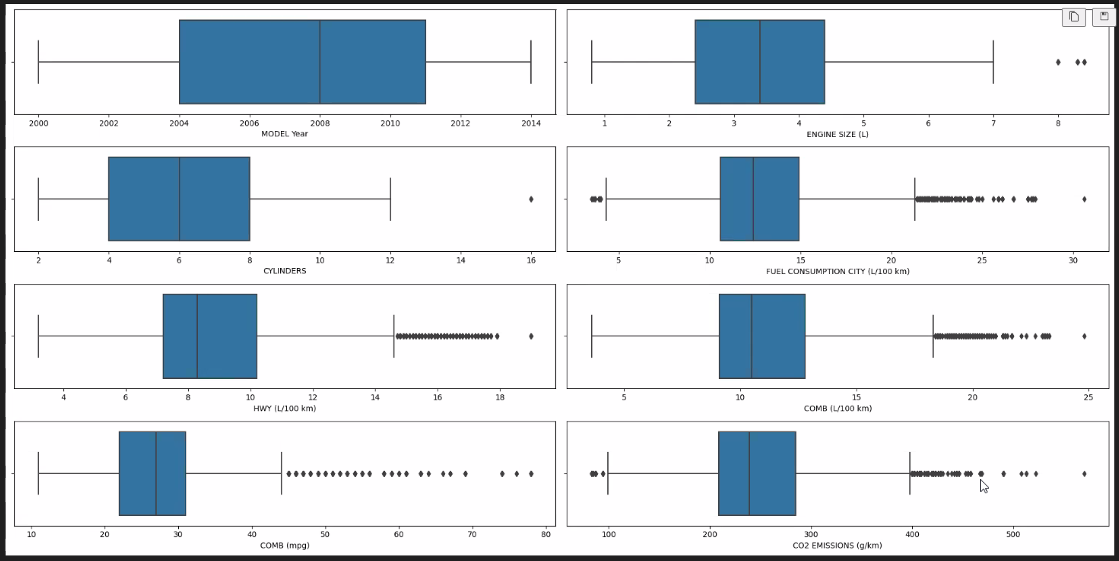 2000 2002 2004 2006 2008 2010 2012 2014
MODEL Year
1 2 3 4 5 6 7 8
ENGINE SIZE (L)
2 4 6 8 10 12 14 16
CYLINDERS
5 10 15 20 25 30
FUEL CONSUMPTION CITY (L/100 km)
4 6 8 10 12 14 16 18
HWY (L/100 km)
5 10 15 20 25
COMB (L/100 km)
10 20 30 40 50 60 70 80
COMB (mpg)
100 200 300 400 500
CO2 EMISSIONS (g/km)